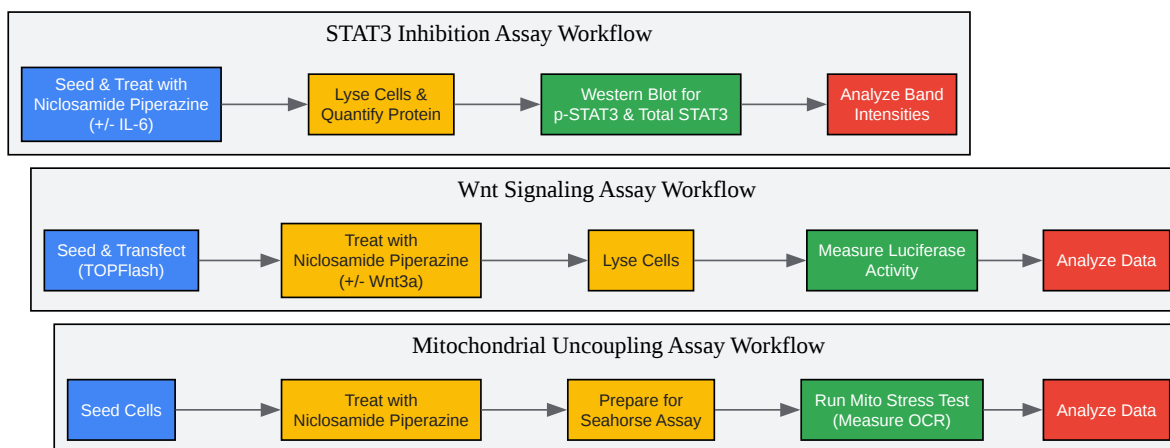 STAT3 Inhibition Assay Workflow
Seed & Treat with
Niclosamide Piperazine
(+/- IL-6)
Lyse Cells &
Quantify Protein
Western Blot for
p-STAT3 & Total STAT3
Analyze Band
Intensities
Wnt Signaling Assay Workflow
Seed & Transfect
(TOPFlash)
Treat with
Niclosamide Piperazine
(+/- Wnt3a)
Lyse Cells
Measure Luciferase
Activity
Analyze Data
Mitochondrial Uncoupling Assay Workflow
Seed Cells
Treat with
Niclosamide Piperazine
Prepare for
Seahorse Assay
Run Mito Stress Test
(Measure OCR)
Analyze Data